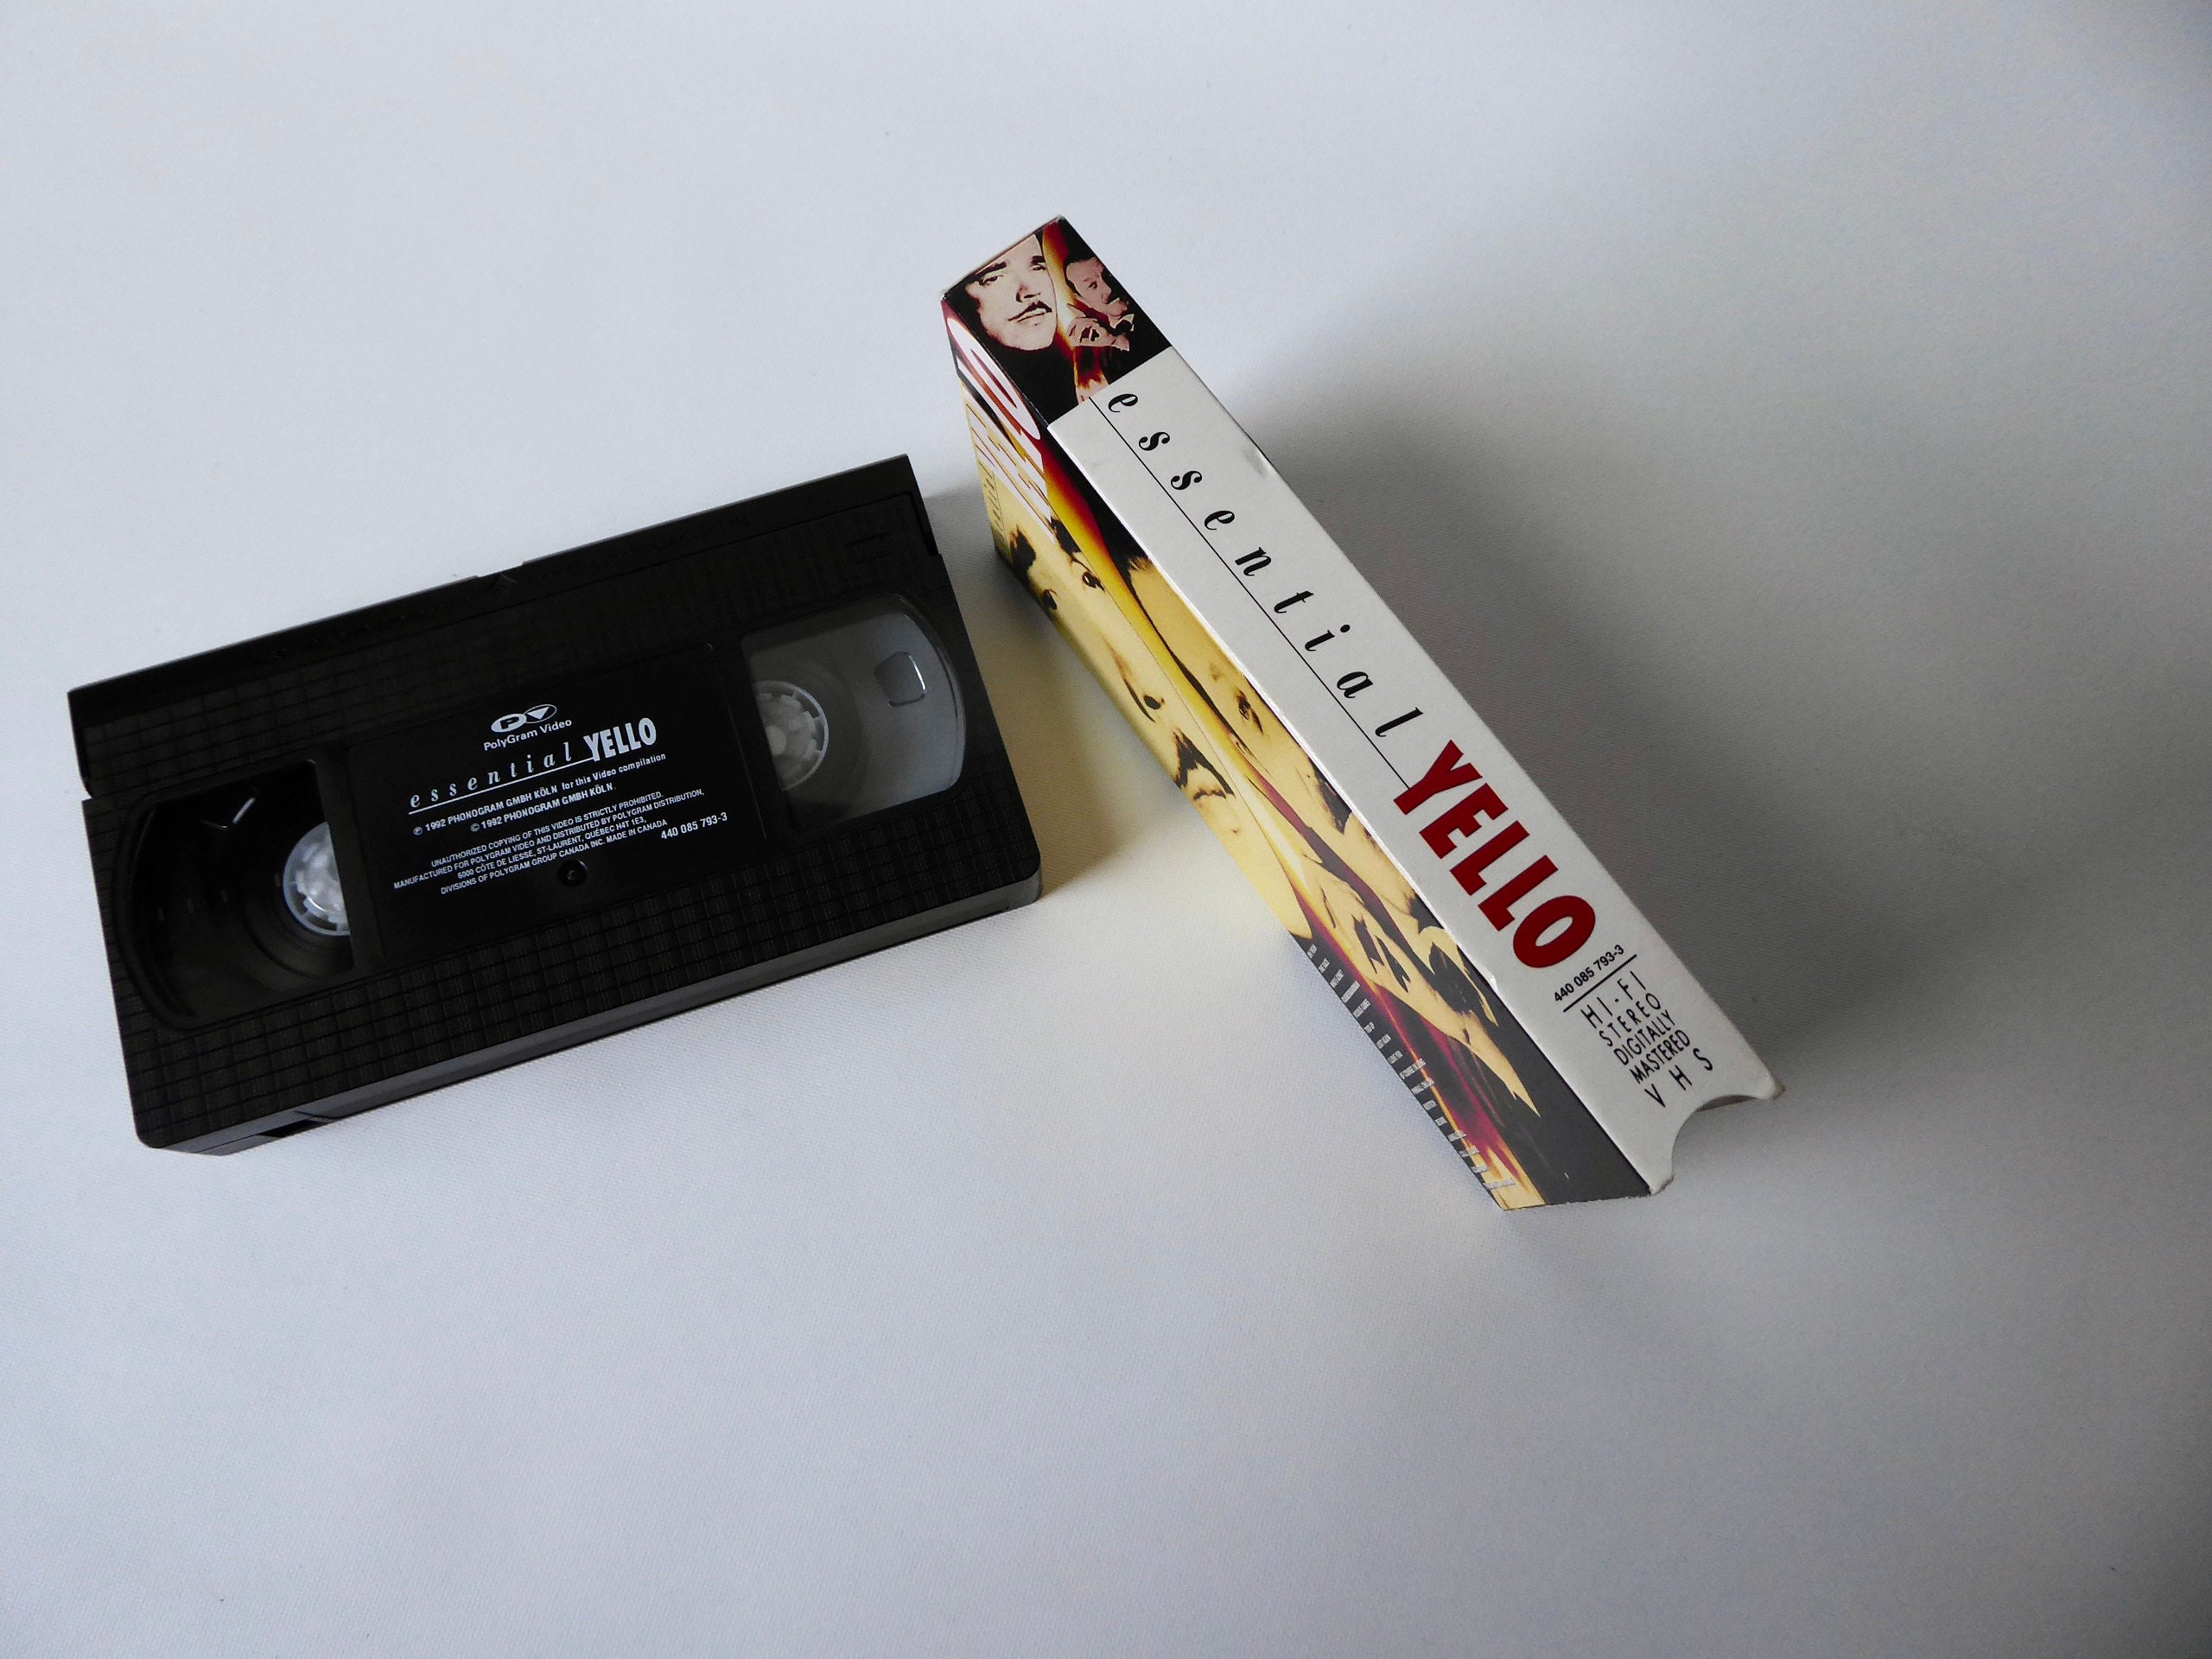 PV
PolyGram Video
essential YELLO
℗ 1992 PHONOGRAM GMBH KÖLN for this Video compilation
© 1992 PHONOGRAM GMBH KÖLN.
UNAUTHORIZED COPYING OF THIS VIDEO IS STRICTLY PROHIBITED.
MANUFACTURED FOR POLYGRAM VIDEO AND DISTRIBUTED BY POLYGRAM DISTRIBUTION,
6000 CÔTE DE LIESSE, ST-LAURENT, QUÉBEC H4T 1E3,
DIVISIONS OF POLYGRAM GROUP CANADA INC. MADE IN CANADA
440 085 793-3
essential YELLO
440 085 793-3
HI-FI
STEREO
DIGITALLY
MASTERED
VHS